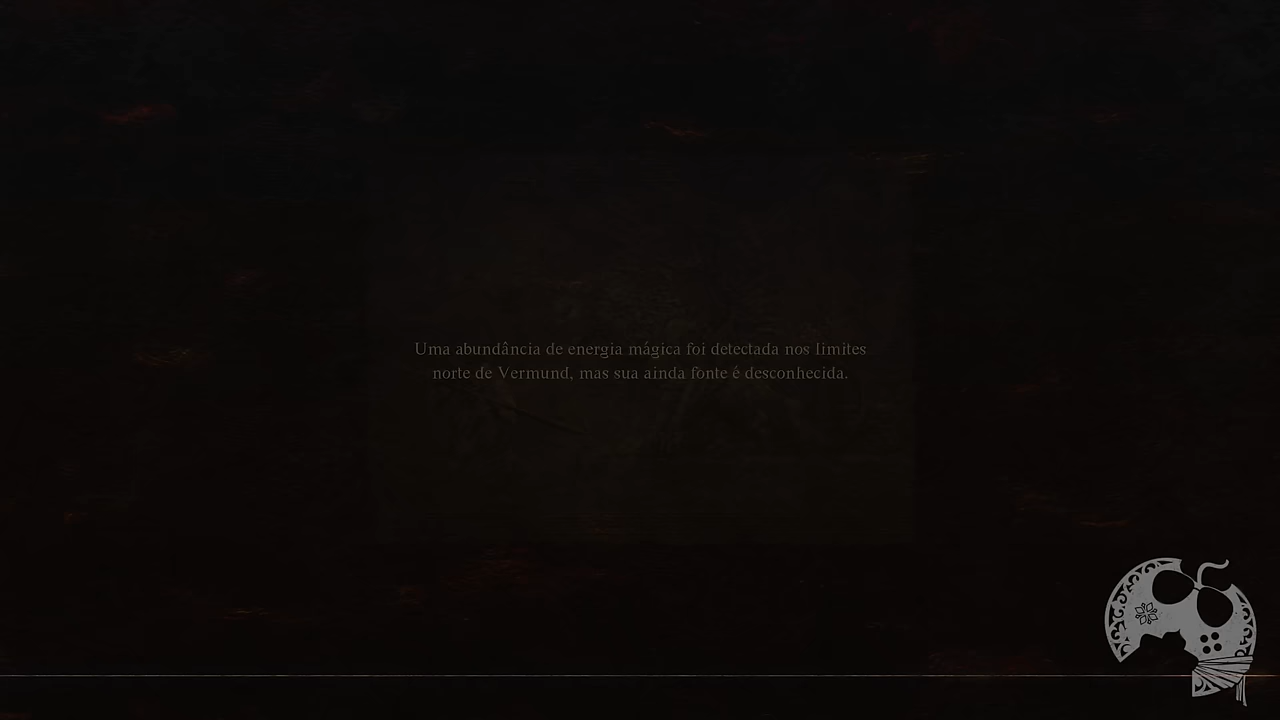 Uma abundância de energia mágica foi detectada nos limites
norte de Vermund, mas sua ainda fonte é desconhecida.